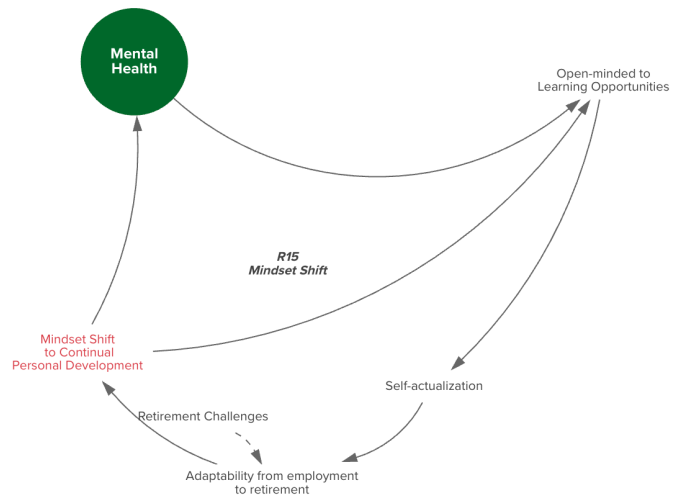 Mental
Health
Open-minded to
Learning Opportunities
R15
Mindset Shift
Mindset Shift
to Continual
Personal Development
Self-actualization
Retirement Challenges
Adaptability from employment
to retirement